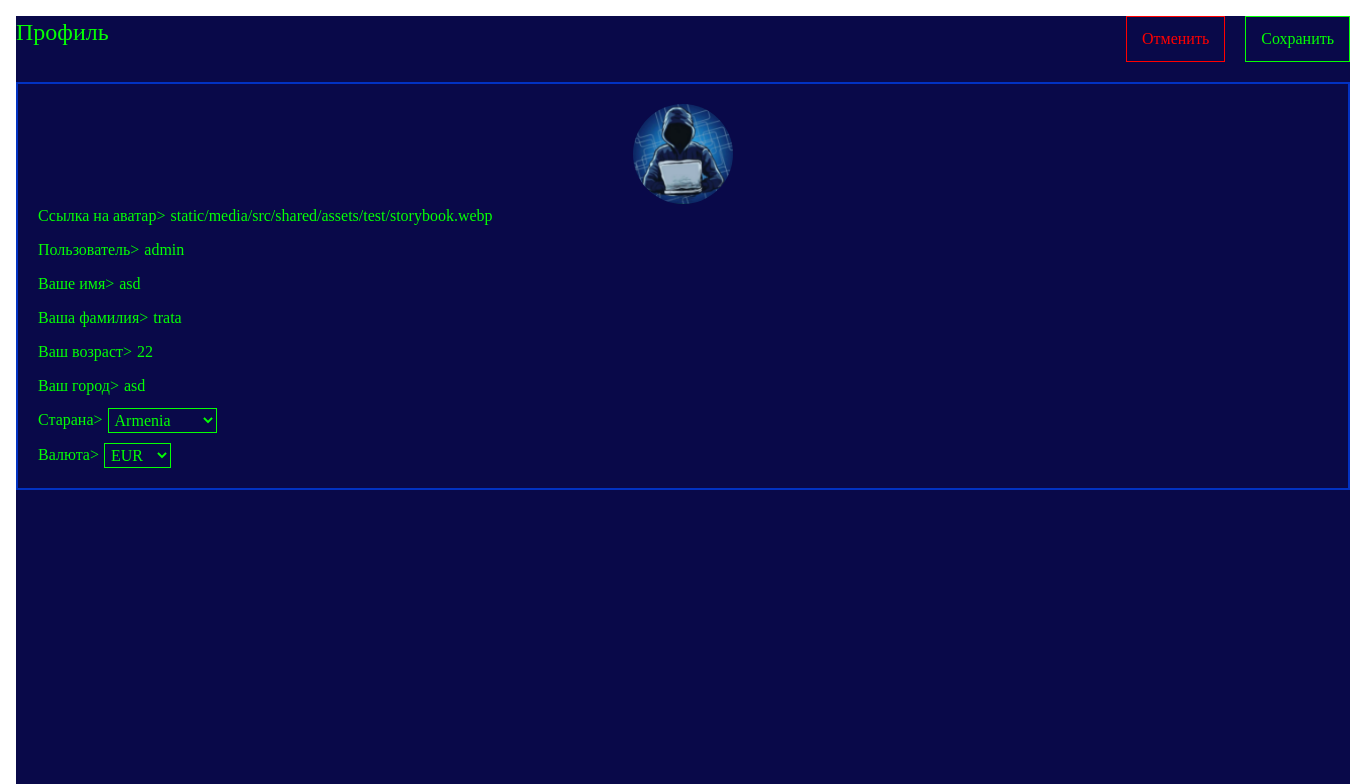 Профиль
Отменить
Сохранить
Ссылка на аватар> static/media/src/shared/assets/test/storybook.webp
Пользователь> admin
Ваше имя> asd
Ваша фамилия> trata
Ваш возраст> 22
Ваш город> asd
Старана> Armenia
Валюта> EUR